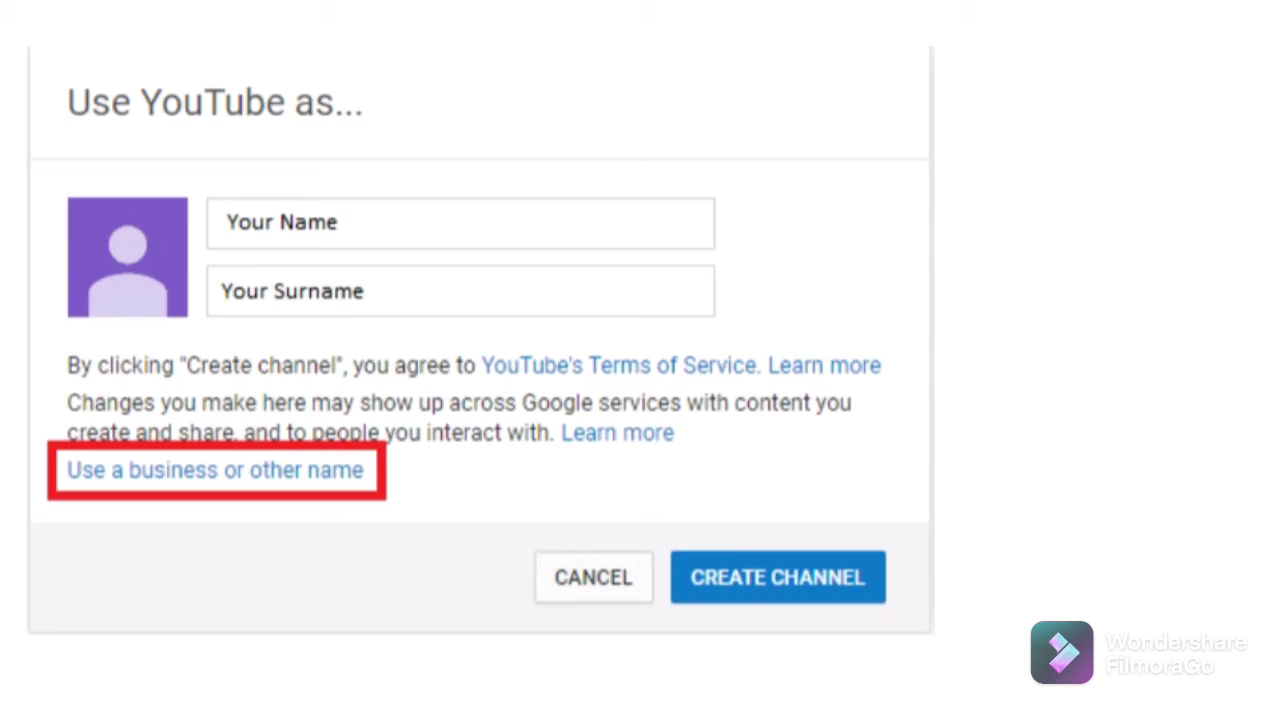 Use YouTube as...
Your Name
Your Surname
By clicking "Create channel", you agree to YouTube's Terms of Service. Learn more
Changes you make here may show up across Google services with content you
create and share, and to people you interact with. Learn more
Use a business or other name
CANCEL CREATE CHANNEL
Wondershare
FilmoraGo